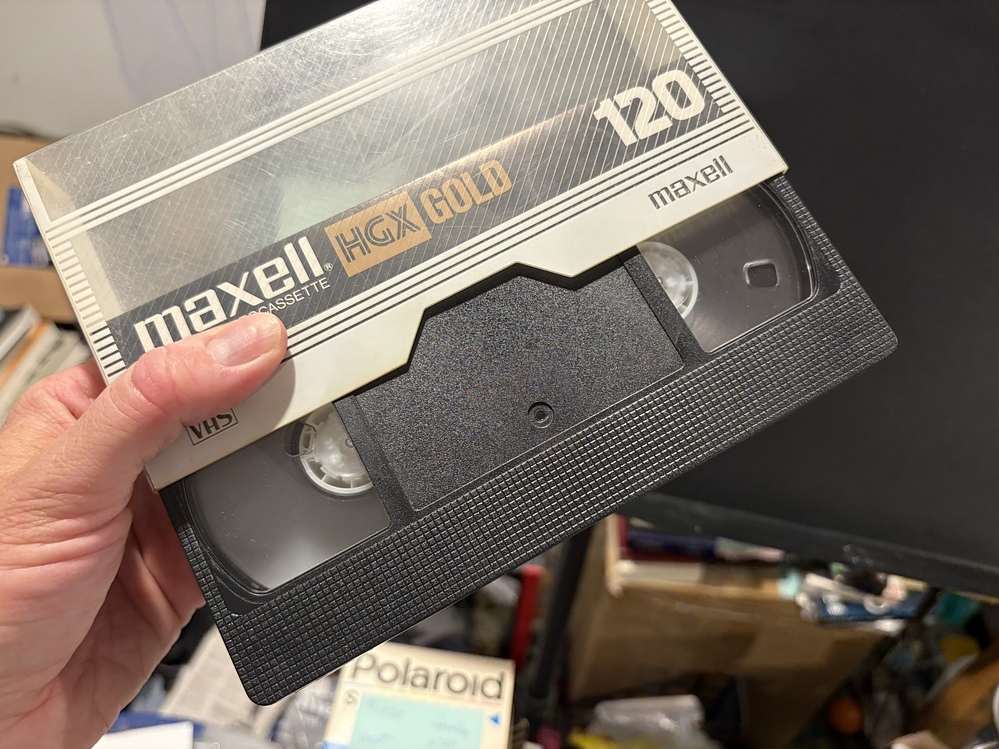 120
maxell
HGX GOLD
maxell®
CASSETTE
VHS
Polaroid
S